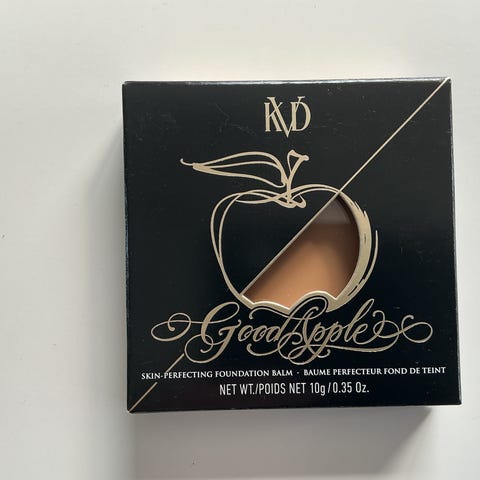 KVD
Good Apple
SKIN-PERFECTING FOUNDATION BALM · BAUME PERFECTEUR FOND DE TEINT
NET WT./POIDS NET 10g/0.35 Oz.